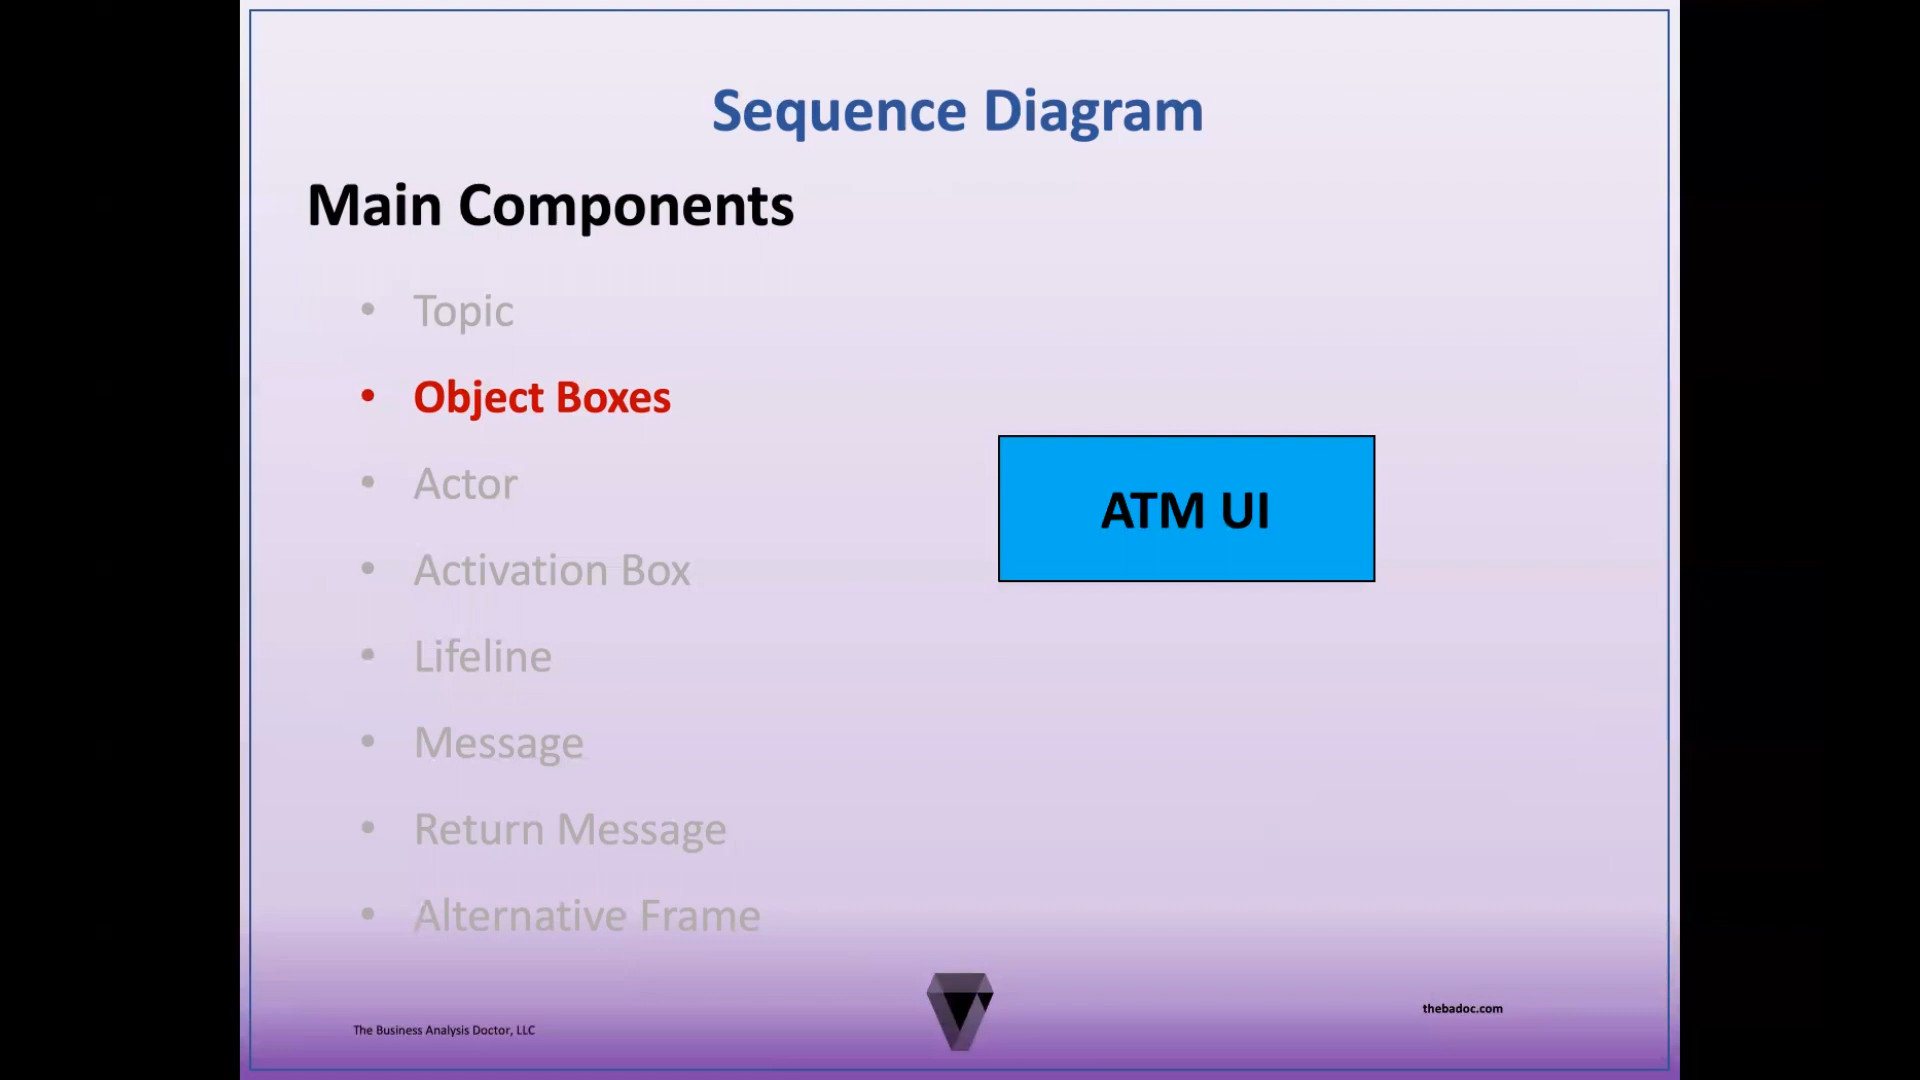 Sequence Diagram
Main Components
• Topic
• Object Boxes
• Actor
• Activation Box
• Lifeline
• Message
• Return Message
• Alternative Frame
ATM UI
The Business Analysis Doctor, LLC
thebadoc.com